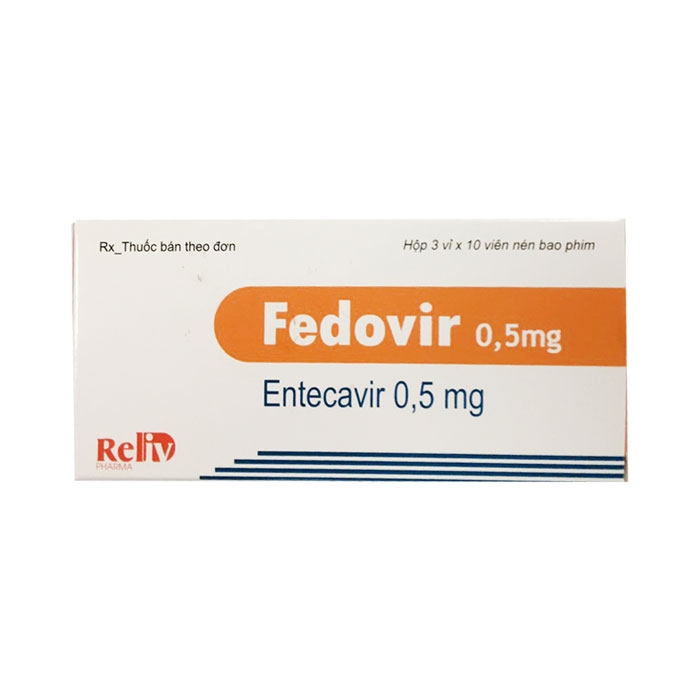 Rx_Thuốc bán theo đơn
Hộp 3 vỉ x 10 viên nén bao phim
Fedovir 0,5mg
Entecavir 0,5 mg
Reliv
PHARMA